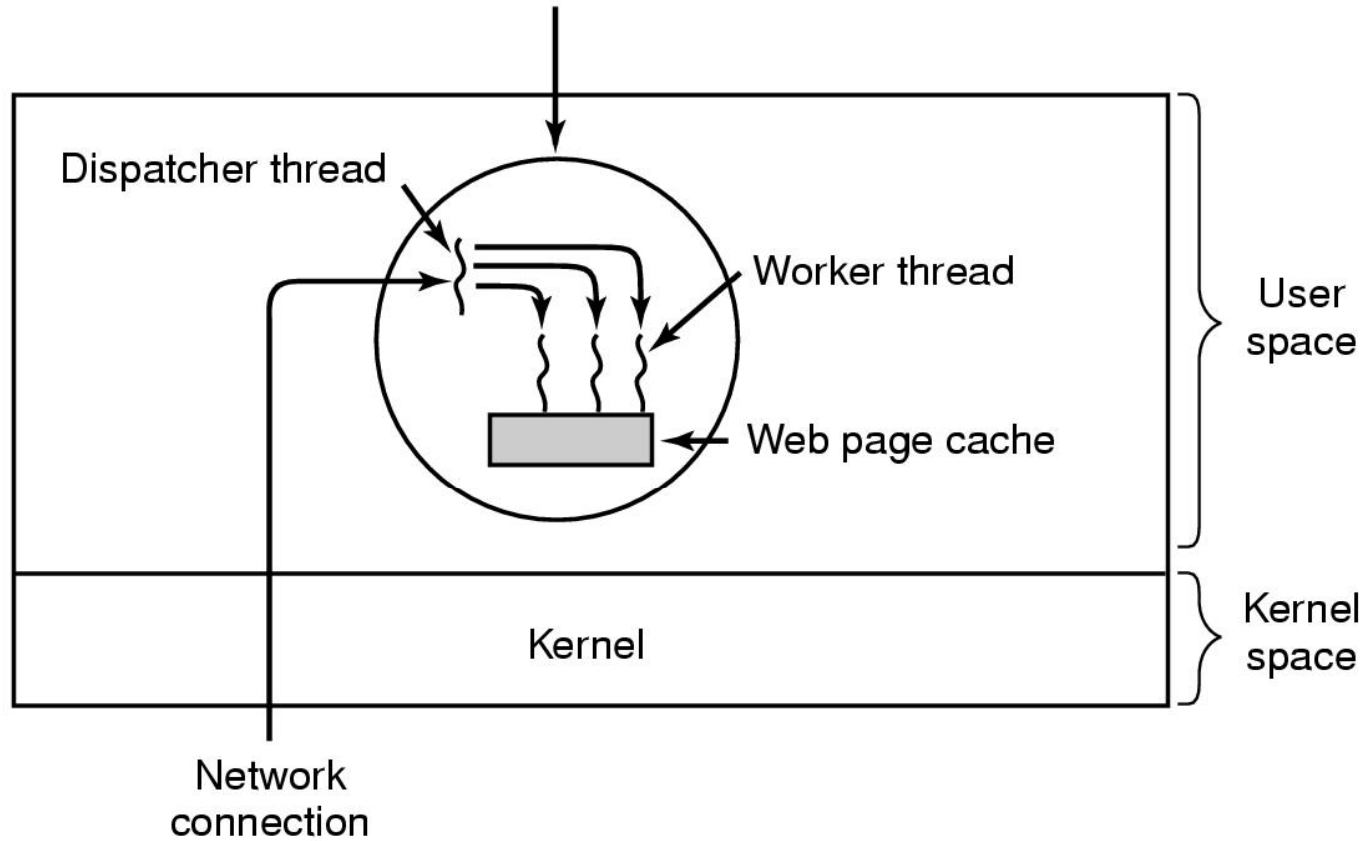 Dispatcher thread
Worker thread
Web page cache
User
space
Kernel
Kernel
space
Network
connection